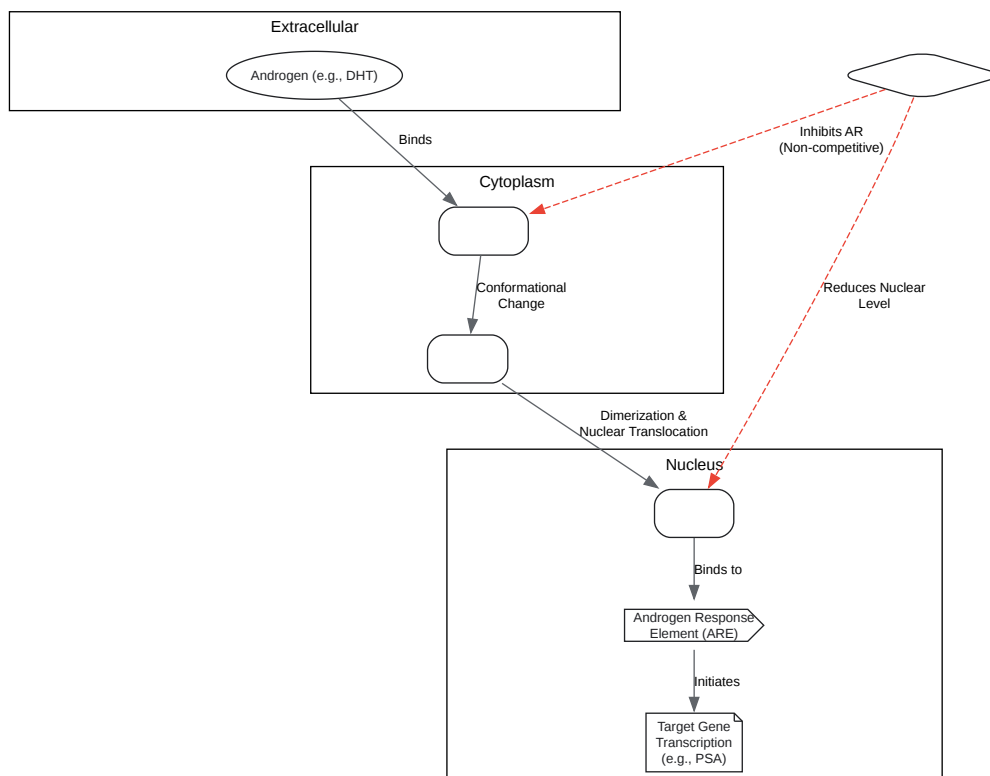 Extracellular
Androgen (e.g., DHT)
Binds
Inhibits AR
(Non-competitive)
Cytoplasm
Conformational
Change
Reduces Nuclear
Level
Dimerization &
Nuclear Translocation
Nucleus
Binds to
Androgen Response
Element (ARE)
Initiates
Target Gene
Transcription
(e.g., PSA)